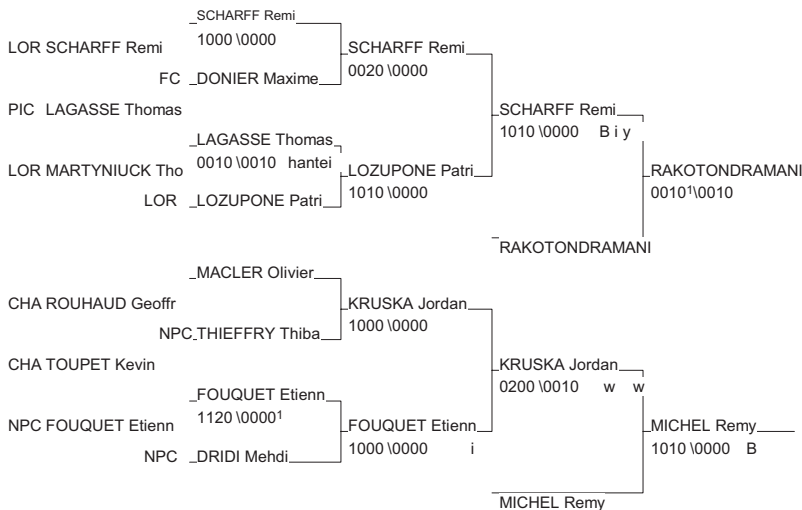 SCHARFF Remi
1000 \0000
LOR SCHARFF Remi
SCHARFF Remi
FC DONIER Maxime
0020 \0000
PIC LAGASSE Thomas
SCHARFF Remi
1010 \0000 B i y
LAGASSE Thomas
LOR MARTYNIUCK Tho
0010 \0010 hantei
LOZUPONE Patri
RAKOTONDRAMANI
LOR LOZUPONE Patri
1010 \0000
0010¹\0010
RAKOTONDRAMANI
MACLER Olivier
CHA ROUHAUD Geoffr
KRUSKA Jordan
NPC THIEFFRY Thiba
1000 \0000
CHA TOUPET Kevin
KRUSKA Jordan
0200 \0010 w w
FOUQUET Etienn
NPC FOUQUET Etienn
1120 \0000¹
FOUQUET Etienn
MICHEL Remy
NPC DRIDI Mehdi
1000 \0000 i
1010 \0000 B
MICHEL Remy